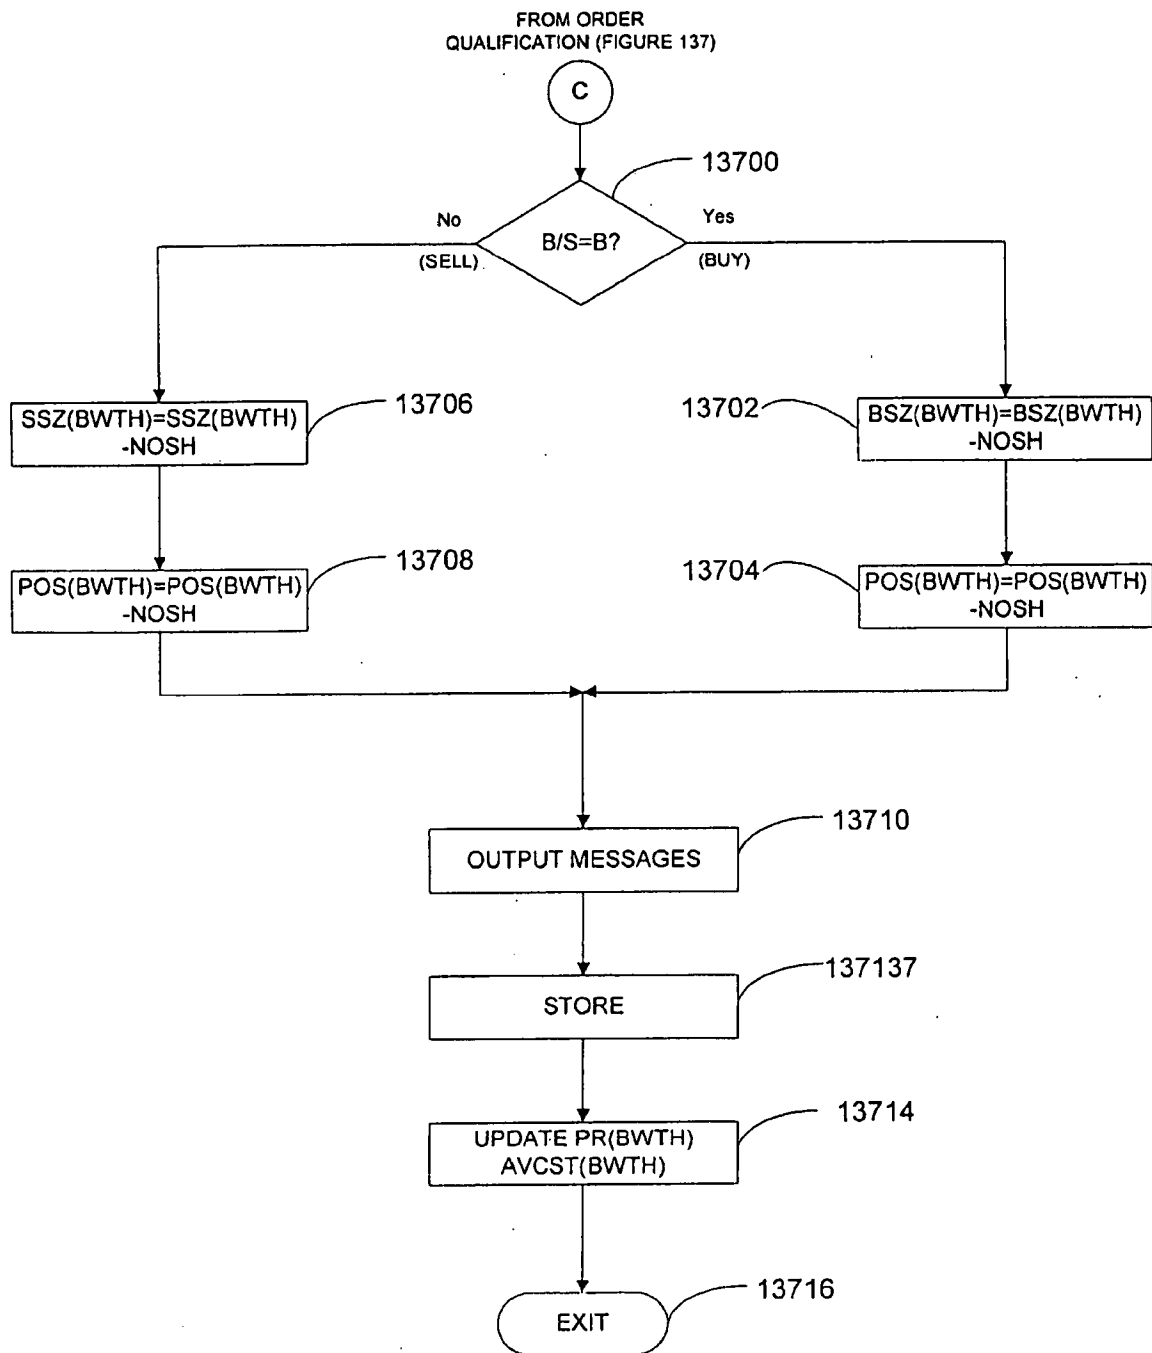 FROM ORDER
QUALIFICATION (FIGURE 137)
C
13700
No
Yes
B/S=B?
(SELL)
(BUY)
SSZ(BWTH)=SSZ(BWTH)
-NOSH
13706
13702
BSZ(BWTH)=BSZ(BWTH)
-NOSH
POS(BWTH)=POS(BWTH)
-NOSH
13708
13704
POS(BWTH)=POS(BWTH)
-NOSH
13710
OUTPUT MESSAGES
137137
STORE
13714
UPDATE PR(BWTH)
AVCST(BWTH)
13716
EXIT